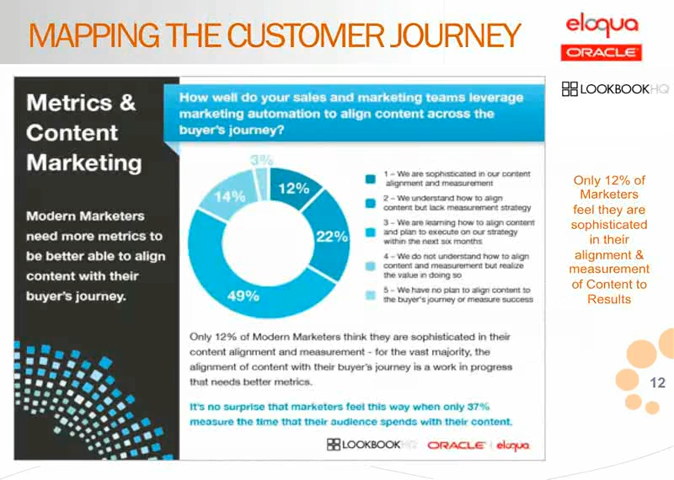 MAPPING THE CUSTOMER JOURNEY
eloqua
ORACLE
LOOKBOOKHQ
Metrics &
Content
Marketing
Modern Marketers
need more metrics to
be better able to align
content with their
buyer's journey.
How well do your sales and marketing teams leverage
marketing automation to align content across the
buyer's journey?
3%
12%
14%
22%
49%
1 – We are sophisticated in our content
alignment and measurement
2 – We understand how to align
content but lack measurement strategy
3 – We are learning how to align content
and plan to execute on our strategy
within the next six months
4 – We do not understand how to align
content and measurement but realize
the value in doing so
5 – We have no plan to align content to
the buyer's journey or measure success
Only 12% of Modern Marketers think they are sophisticated in their
content alignment and measurement - for the vast majority, the
alignment of content with their buyer's journey is a work in progress
that needs better metrics.
It's no surprise that marketers feel this way when only 37%
measure the time that their audience spends with their content.
LOOKBOOKHQ ORACLE | eloqua
Only 12% of
Marketers
feel they are
sophisticated
in their
alignment &
measurement
of Content to
Results
12